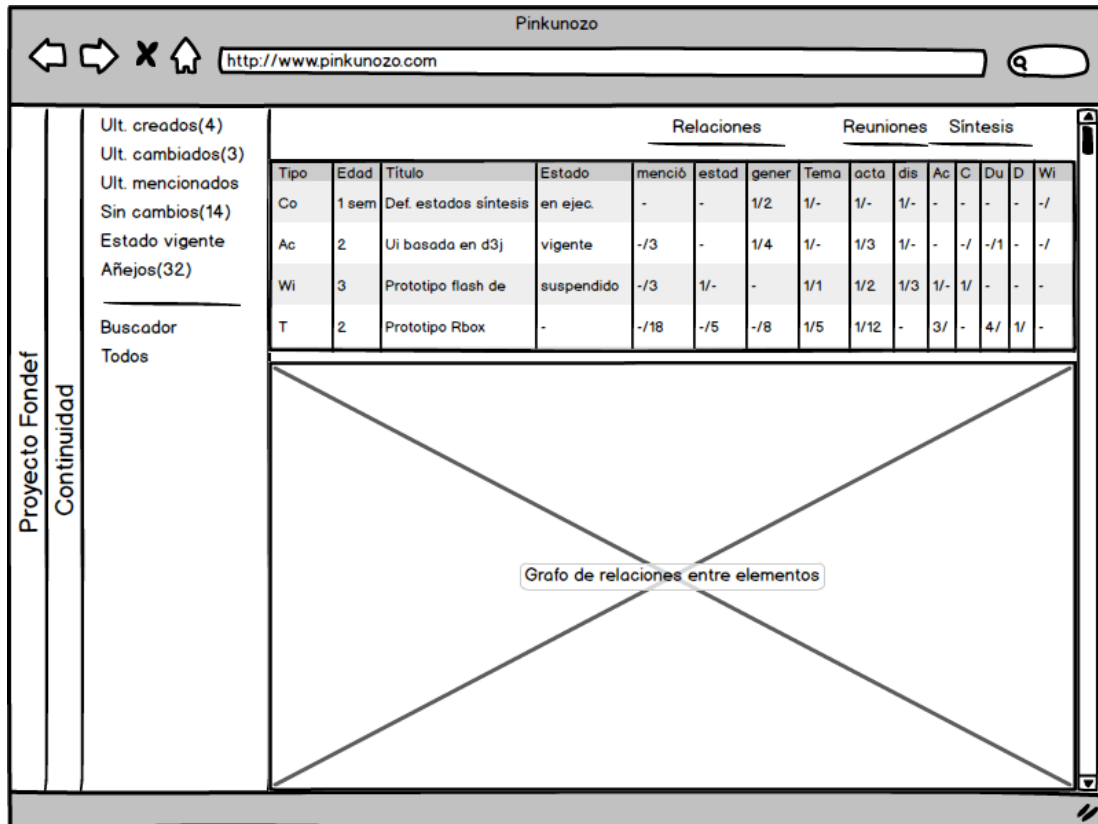 Pinkunozo
http://www.pinkunozo.com
Proyecto Fondef
Continuidad
Ult. creados(4)
Ult. cambiados(3)
Ult. mencionados
Sin cambios(14)
Estado vigente
Añejos(32)
Buscador
Todos
Relaciones Reuniones Síntesis
Tipo Edad Título Estado menció estad gener Tema acta dis Ac C Du D Wi
Co 1 sem Def. estados síntesis en ejec. - - 1/2 1/- 1/- 1/- - - - - -/
Ac 2 Ui basada en d3j vigente -/3 - 1/4 1/- 1/3 1/- - -/ -/1 - -/
Wi 3 Prototipo flash de suspendido -/3 1/- - 1/1 1/2 1/3 1/- 1/ - - -
T 2 Prototipo Rbox - -/18 -/5 -/8 1/5 1/12 - 3/ - 4/ 1/ -
Grafo de relaciones entre elementos